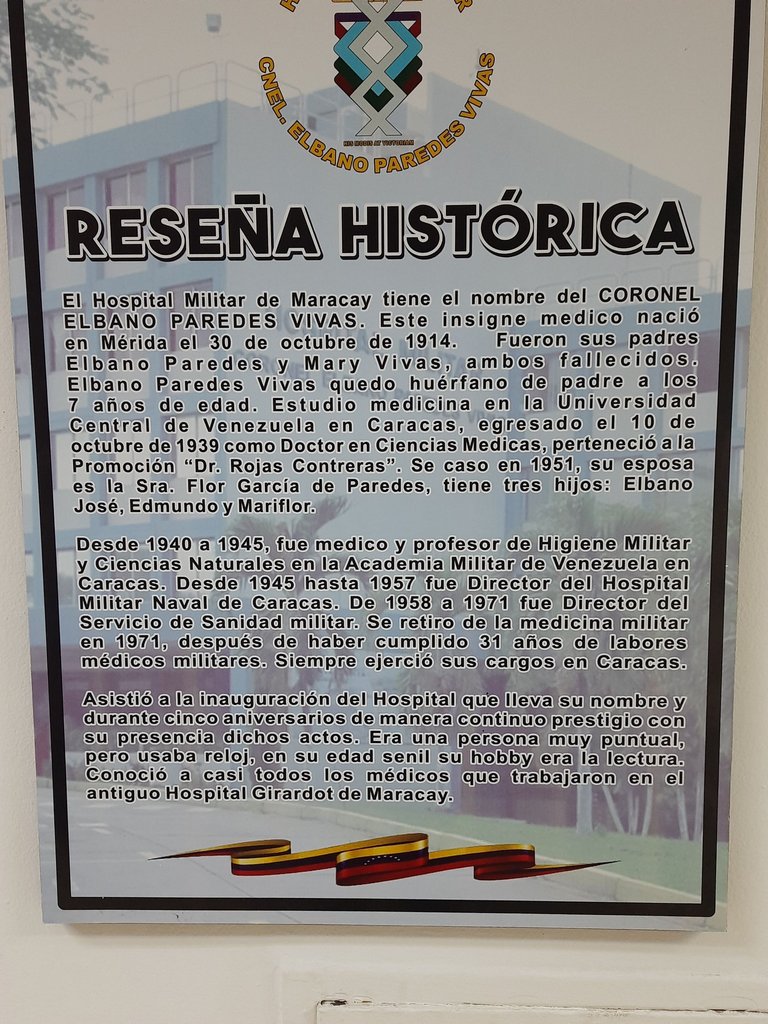 CNEL. ELBANO PAREDES VIVAS
RESEÑA HISTÓRICA
El Hospital Militar de Maracay tiene el nombre del CORONEL
ELBANO PAREDES VIVAS. Este insigne medico nació
en Mérida el 30 de octubre de 1914. Fueron sus padres
Elbano Paredes y Mary Vivas, ambos fallecidos.
Elbano Paredes Vivas quedo huérfano de padre a los
7 años de edad. Estudio medicina en la Universidad
Central de Venezuela en Caracas, egresado el 10 de
octubre de 1939 como Doctor en Ciencias Medicas, perteneció a la
Promoción “Dr. Rojas Contreras”. Se caso en 1951, su esposa
es la Sra. Flor García de Paredes, tiene tres hijos: Elbano
José, Edmundo y Mariflor.
Desde 1940 a 1945, fue medico y profesor de Higiene Militar
y Ciencias Naturales en la Academia Militar de Venezuela en
Caracas. Desde 1945 hasta 1957 fue Director del Hospital
Militar Naval de Caracas. De 1958 a 1971 fue Director del
Servicio de Sanidad militar. Se retiro de la medicina militar
en 1971, después de haber cumplido 31 años de labores
médicos militares. Siempre ejerció sus cargos en Caracas.
Asistió a la inauguración del Hospital que lleva su nombre y
durante cinco aniversarios de manera continuo prestigio con
su presencia dichos actos. Era una persona muy puntual,
pero usaba reloj, en su edad senil su hobby era la lectura.
Conoció a casi todos los médicos que trabajaron en el
antiguo Hospital Girardot de Maracay.